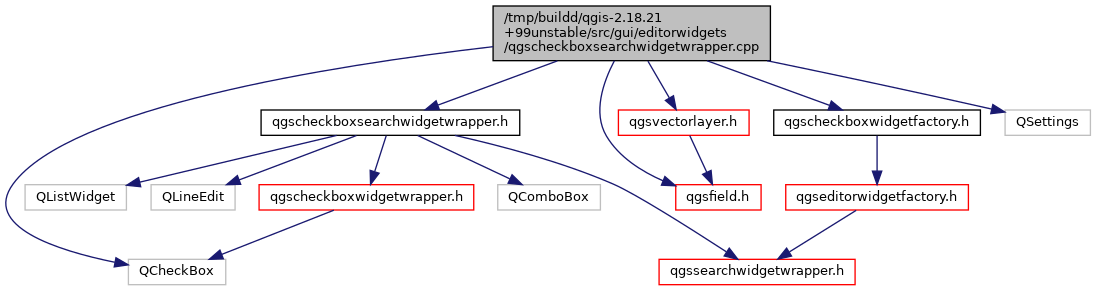 /tmp/buildd/qgis-2.18.21
+99unstable/src/gui/editorwidgets
/qgscheckboxsearchwidgetwrapper.cpp
qgscheckboxsearchwidgetwrapper.h
qgsvectorlayer.h
qgscheckboxwidgetfactory.h
QSettings
QListWidget
QLineEdit
qgscheckboxwidgetwrapper.h
QComboBox
qgsfield.h
qgseditorwidgetfactory.h
QCheckBox
qgssearchwidgetwrapper.h